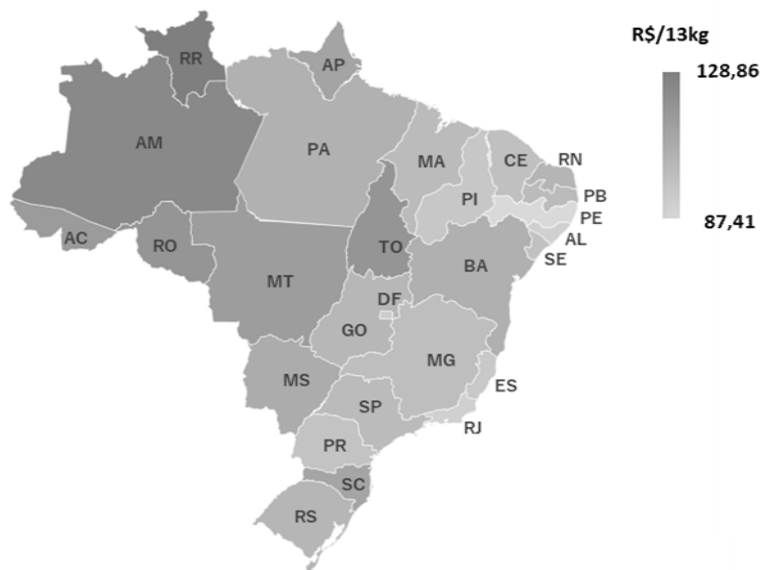 R$/13kg
128,86
87,41
RR
AP
AM
PA
MA
CE
RN
PI
PB
PE
AL
SE
AC
RO
TO
BA
MT
DF
GO
MG
MS
ES
SP
RJ
PR
SC
RS